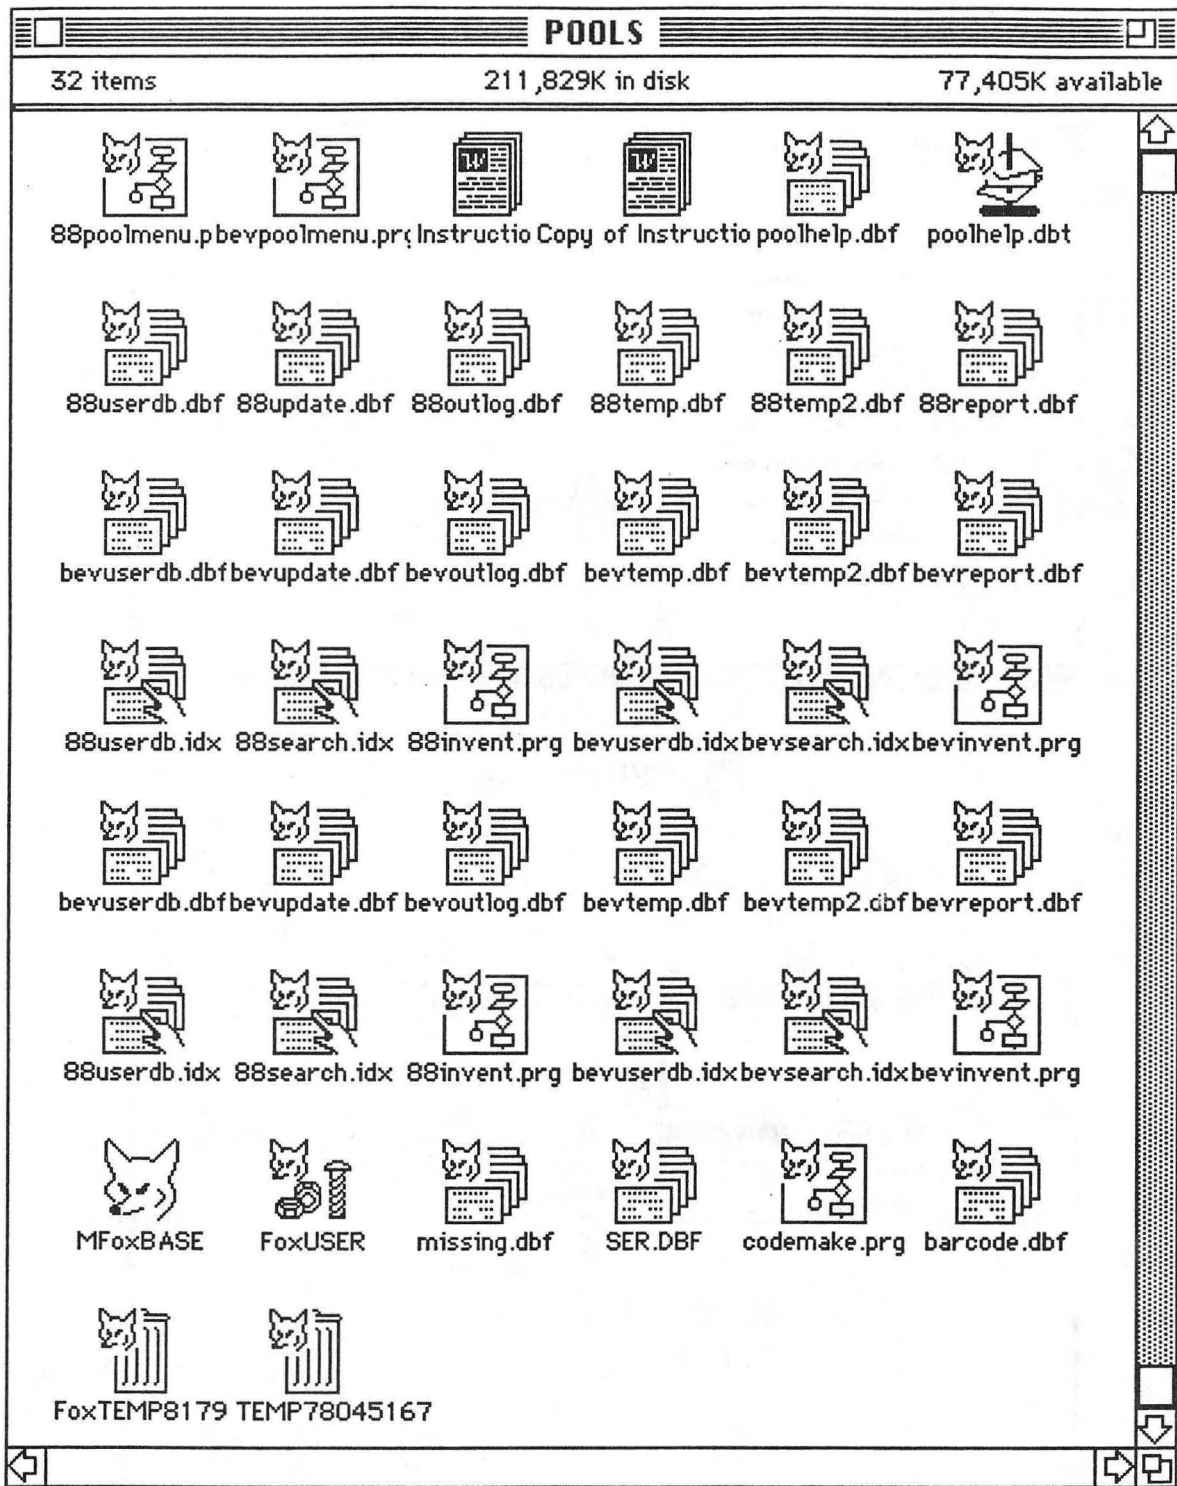 POOLS
32 items 211,829K in disk 77,405K available
88poolmenu.p bevpoolmenu.prg Instructio Copy of Instructio poolhelp.dbf poolhelp.dbt
88userdb.dbf 88update.dbf 88outlog.dbf 88temp.dbf 88temp2.dbf 88report.dbf
bevuserdb.dbf bevupdate.dbf bevoutlog.dbf bevtemp.dbf bevtemp2.dbf bevreport.dbf
88userdb.idx 88search.idx 88invent.prg bevuserdb.idx bevsearch.idx bevinvent.prg
bevuserdb.dbf bevupdate.dbf bevoutlog.dbf bevtemp.dbf bevtemp2.dbf bevreport.dbf
88userdb.idx 88search.idx 88invent.prg bevuserdb.idx bevsearch.idx bevinvent.prg
MFoxBASE FoxUSER missing.dbf SER.DBF codemake.prg barcode.dbf
FoxTEMP8179 TEMP78045167